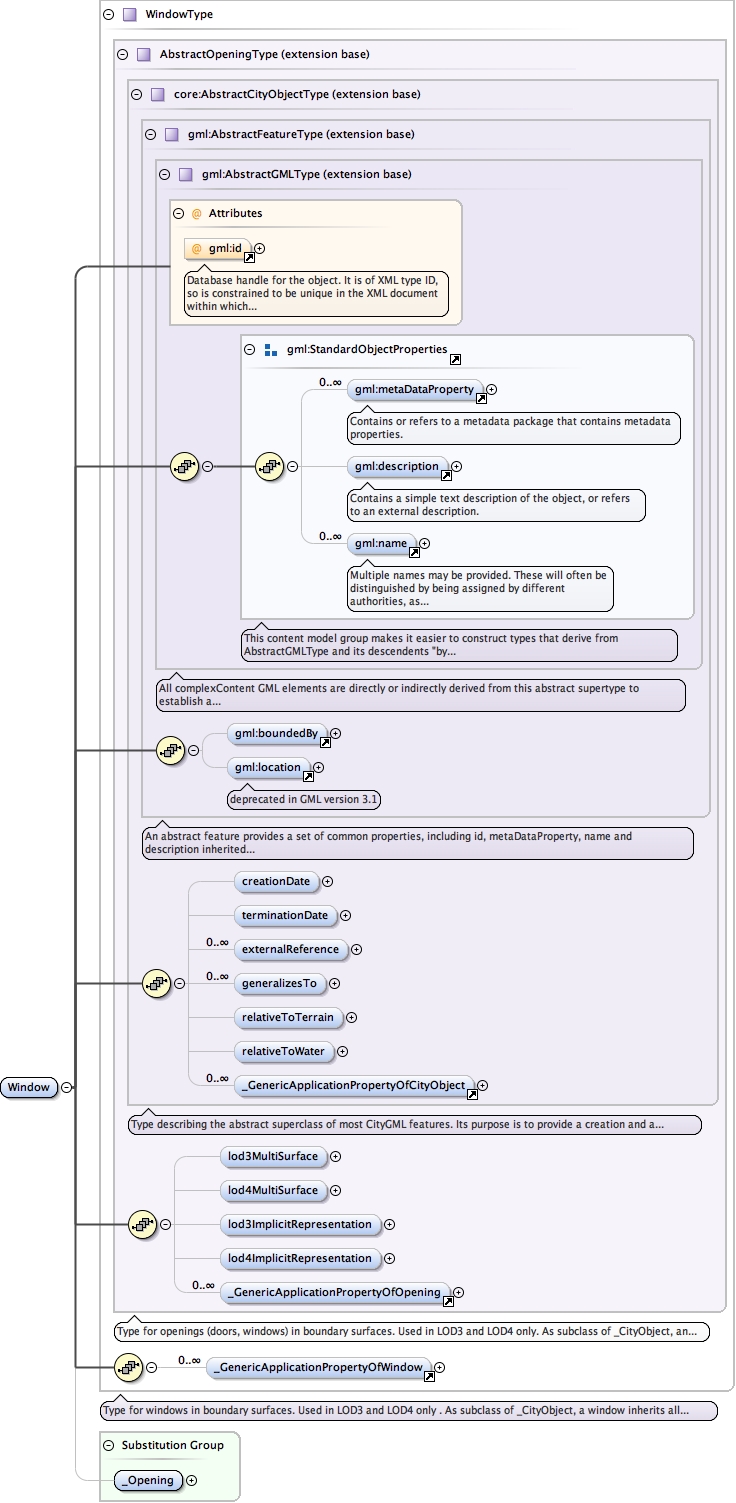 WindowType
AbstractOpeningType (extension base)
core:AbstractCityObjectType (extension base)
gml:AbstractFeatureType (extension base)
gml:AbstractGMLType (extension base)
@ Attributes
@ gml:id
Database handle for the object. It is of XML type ID,
so is constrained to be unique in the XML document
within which...
gml:StandardObjectProperties
0..∞
gml:metaDataProperty
Contains or refers to a metadata package that contains metadata
properties.
gml:description
Contains a simple text description of the object, or refers
to an external description.
0..∞
gml:name
Multiple names may be provided. These will often be
distinguished by being assigned by different
authorities, as...
This content model group makes it easier to construct types that derive from
AbstractGMLType and its descendents "by...
All complexContent GML elements are directly or indirectly derived from this abstract supertype to
establish a...
gml:boundedBy
gml:location
deprecated in GML version 3.1
An abstract feature provides a set of common properties, including id, metaDataProperty, name and
description inherited...
creationDate
terminationDate
0..∞
externalReference
0..∞
generalizesTo
relativeToTerrain
relativeToWater
0..∞
_GenericApplicationPropertyOfCityObject
Window
Type describing the abstract superclass of most CityGML features. Its purpose is to provide a creation and a...
lod3MultiSurface
lod4MultiSurface
lod3ImplicitRepresentation
lod4ImplicitRepresentation
0..∞
_GenericApplicationPropertyOfOpening
Type for openings (doors, windows) in boundary surfaces. Used in LOD3 and LOD4 only. As subclass of _CityObject, an...
0..∞
_GenericApplicationPropertyOfWindow
Type for windows in boundary surfaces. Used in LOD3 and LOD4 only . As subclass of _CityObject, a window inherits all...
Substitution Group
_Opening